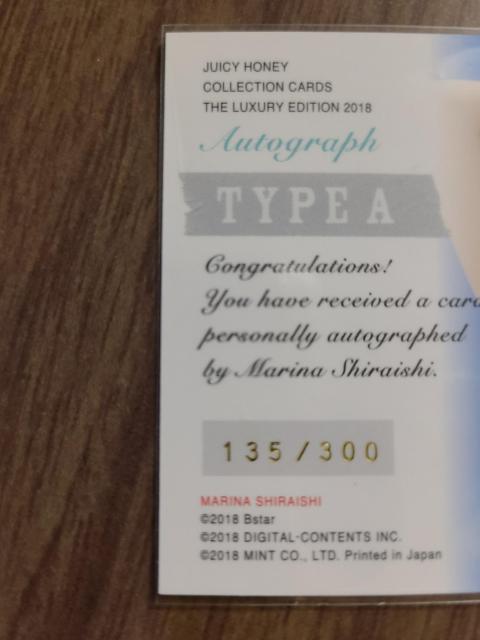 JUICY HONEY
COLLECTION CARDS
THE LUXURY EDITION 2018
Autograph
TYPE A
Congratulations!
You have received a card
personally autographed
by Marina Shiraishi.
135/300
MARINA SHIRAISHI
©2018 Bstar
©2018 DIGITAL-CONTENTS INC.
©2018 MINT CO., LTD. Printed in Japan